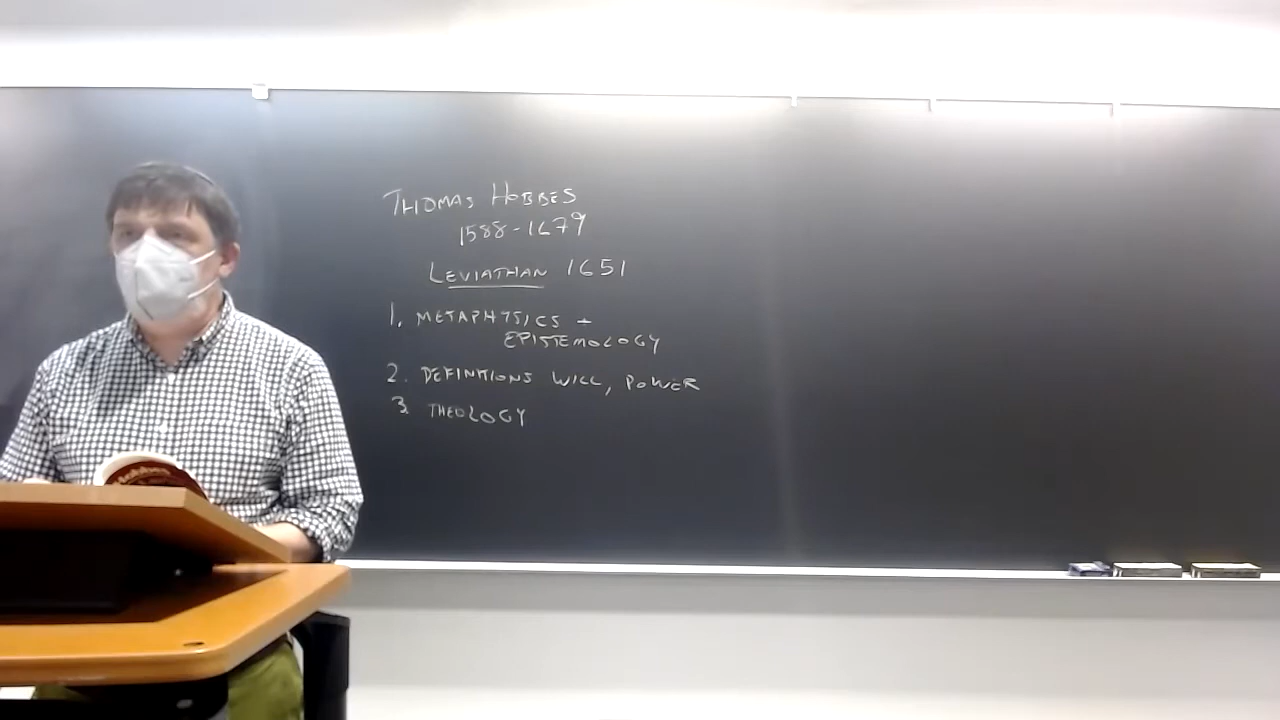 THOMAS HOBBES
1588-1679
LEVIATHAN 1651
1. METAPHYSICS +
EPISTEMOLOGY
2. DEFINITIONS WILL, POWER
3. THEOLOGY